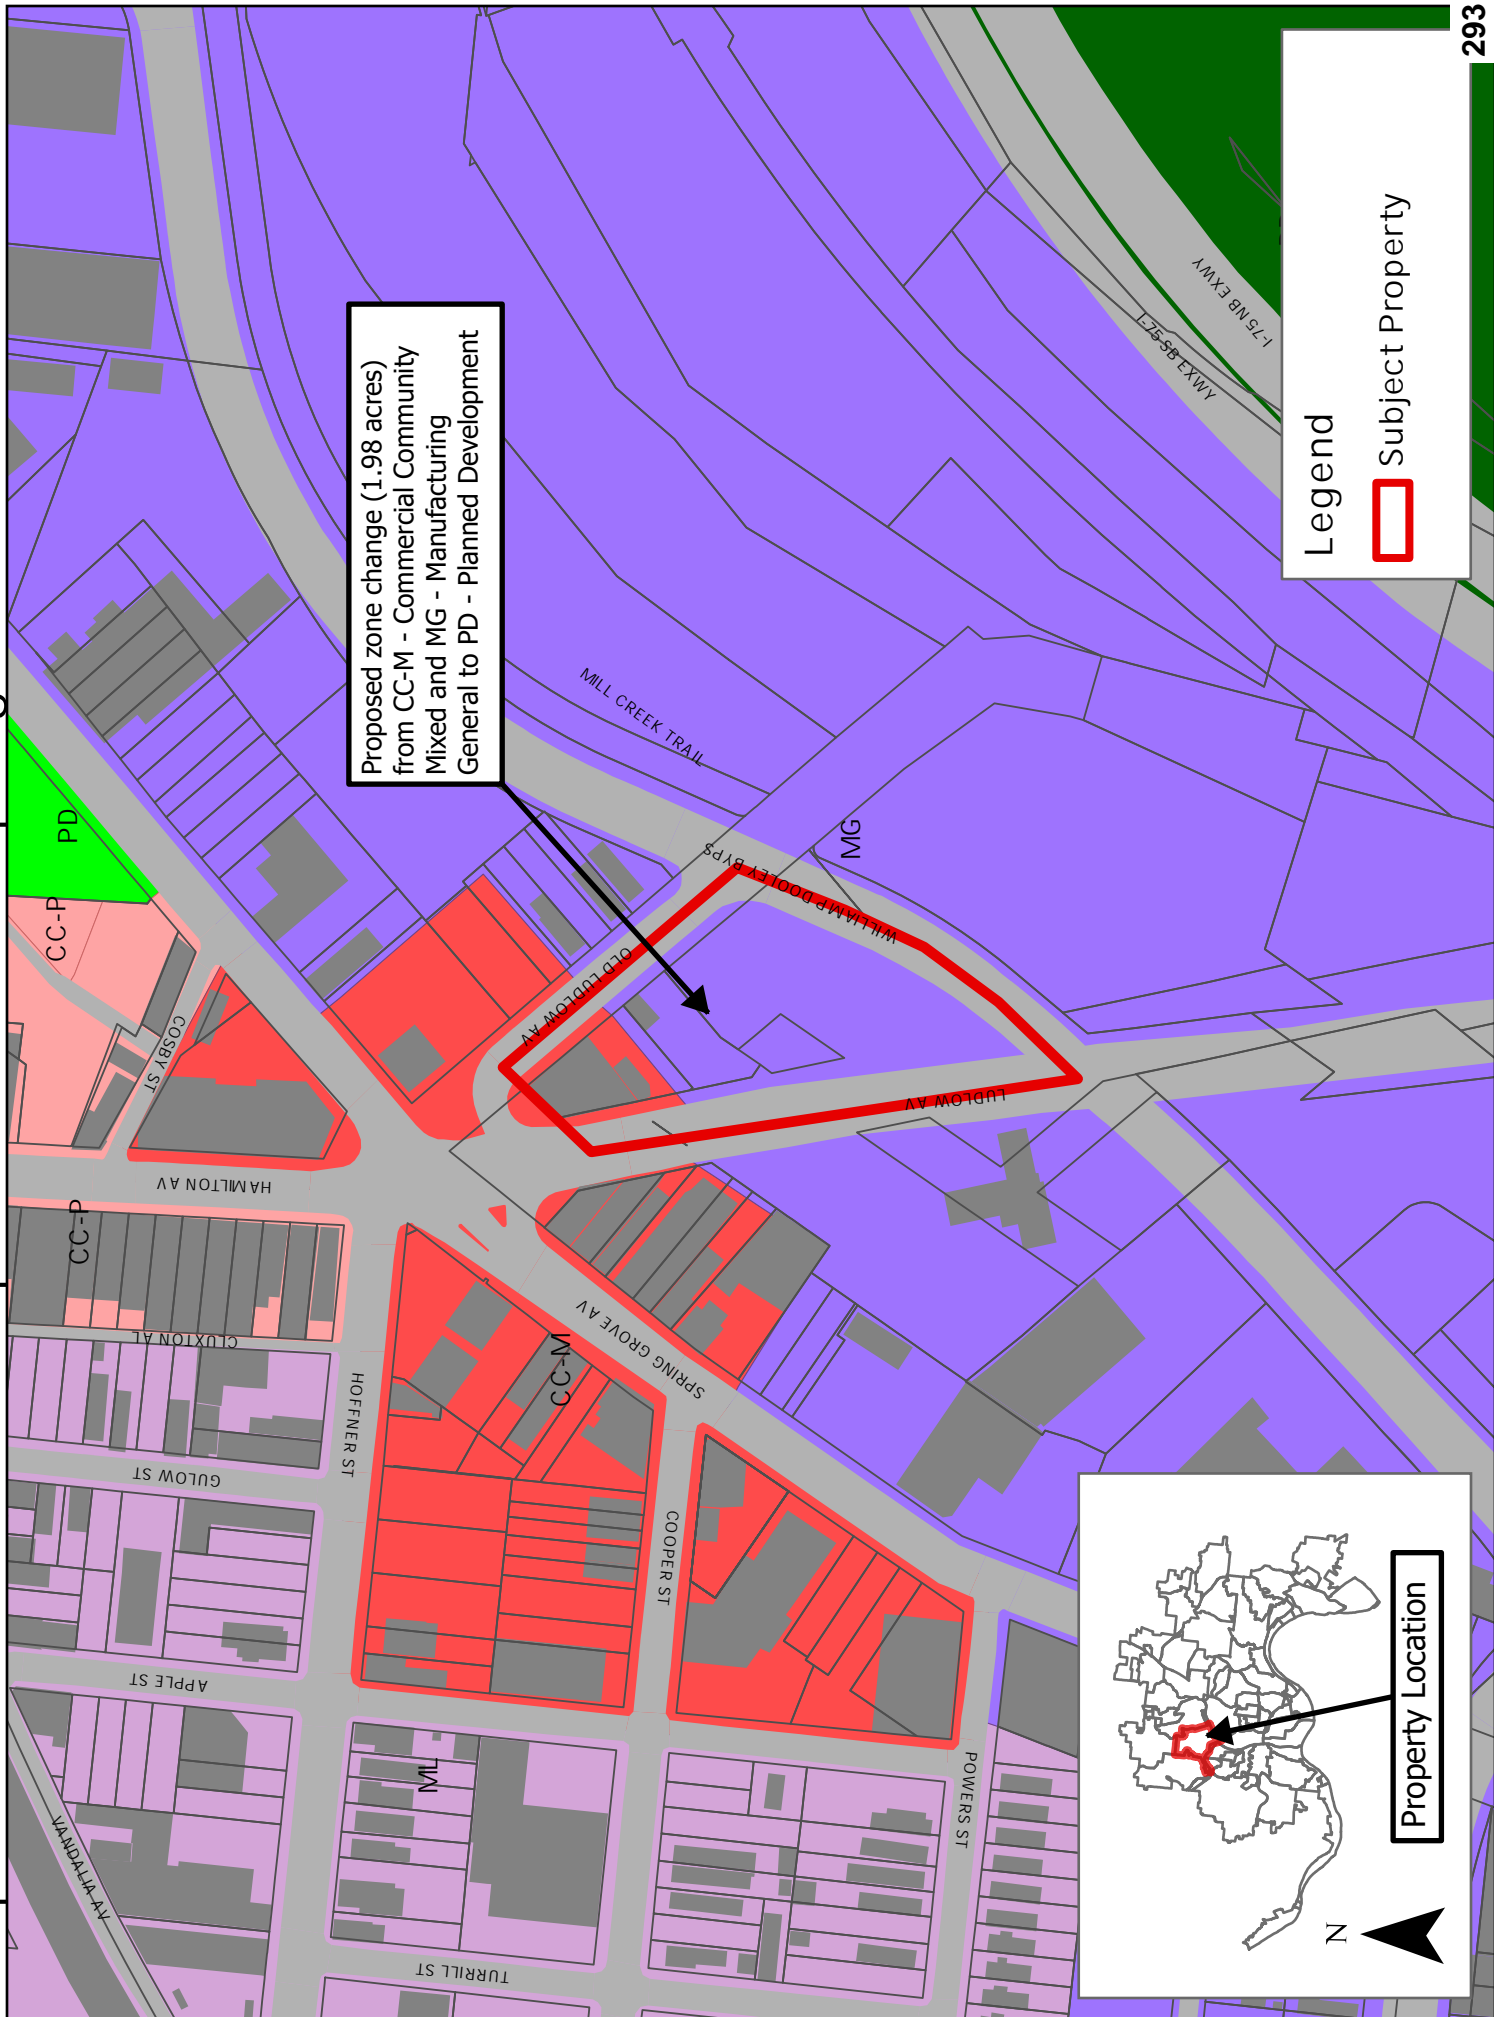 293
Proposed zone change (1.98 acres)
from CC-M - Commercial Community
Mixed and MG - Manufacturing
General to PD - Planned Development
PD
CC-P
CC-P
CC-M
ML
MG
COSBY ST
HAMILTON AV
CLUXTON AL
GULOW ST
APPLE ST
VANDALIA AV
TURRILL ST
HOFFNER ST
COOPER ST
POWERS ST
SPRING GROVE AV
OLD LUDLOW AV
LUDLOW AV
WILLIAM P DOOLEY BYPS
MILL CREEK TRAIL
I-75 SB EXWY
I-75 NB EXWY
Legend
Subject Property
Property Location
N